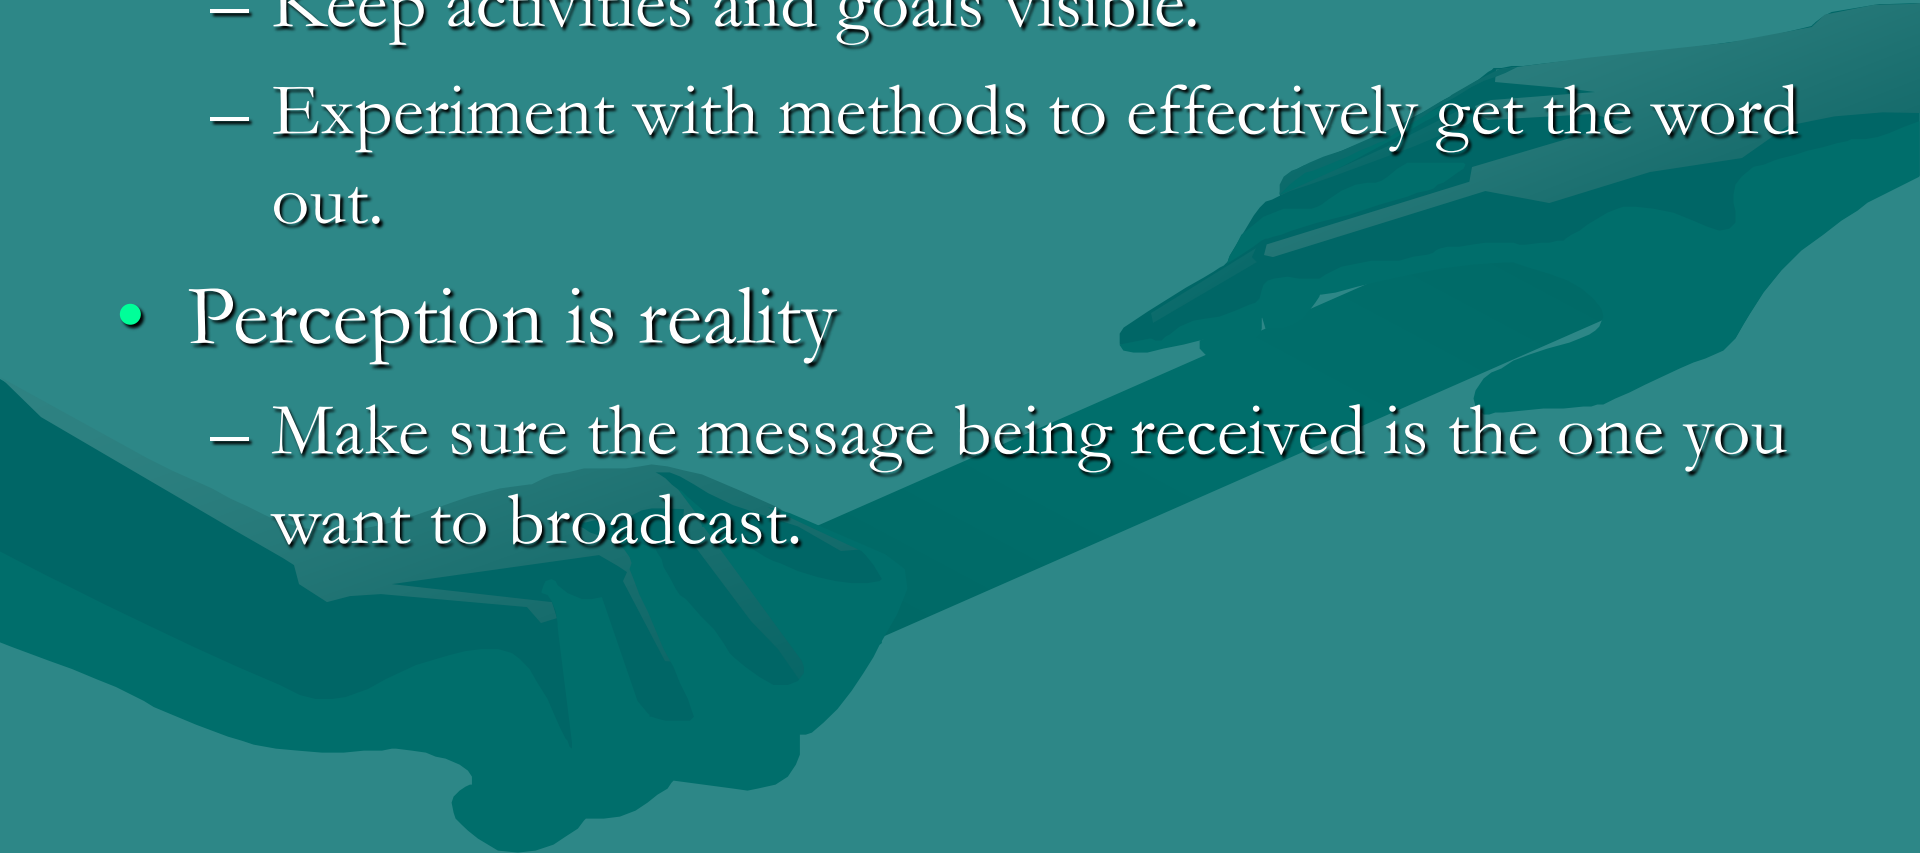 – Keep activities and goals visible.
– Experiment with methods to effectively get the word
out.
• Perception is reality
– Make sure the message being received is the one you
want to broadcast.